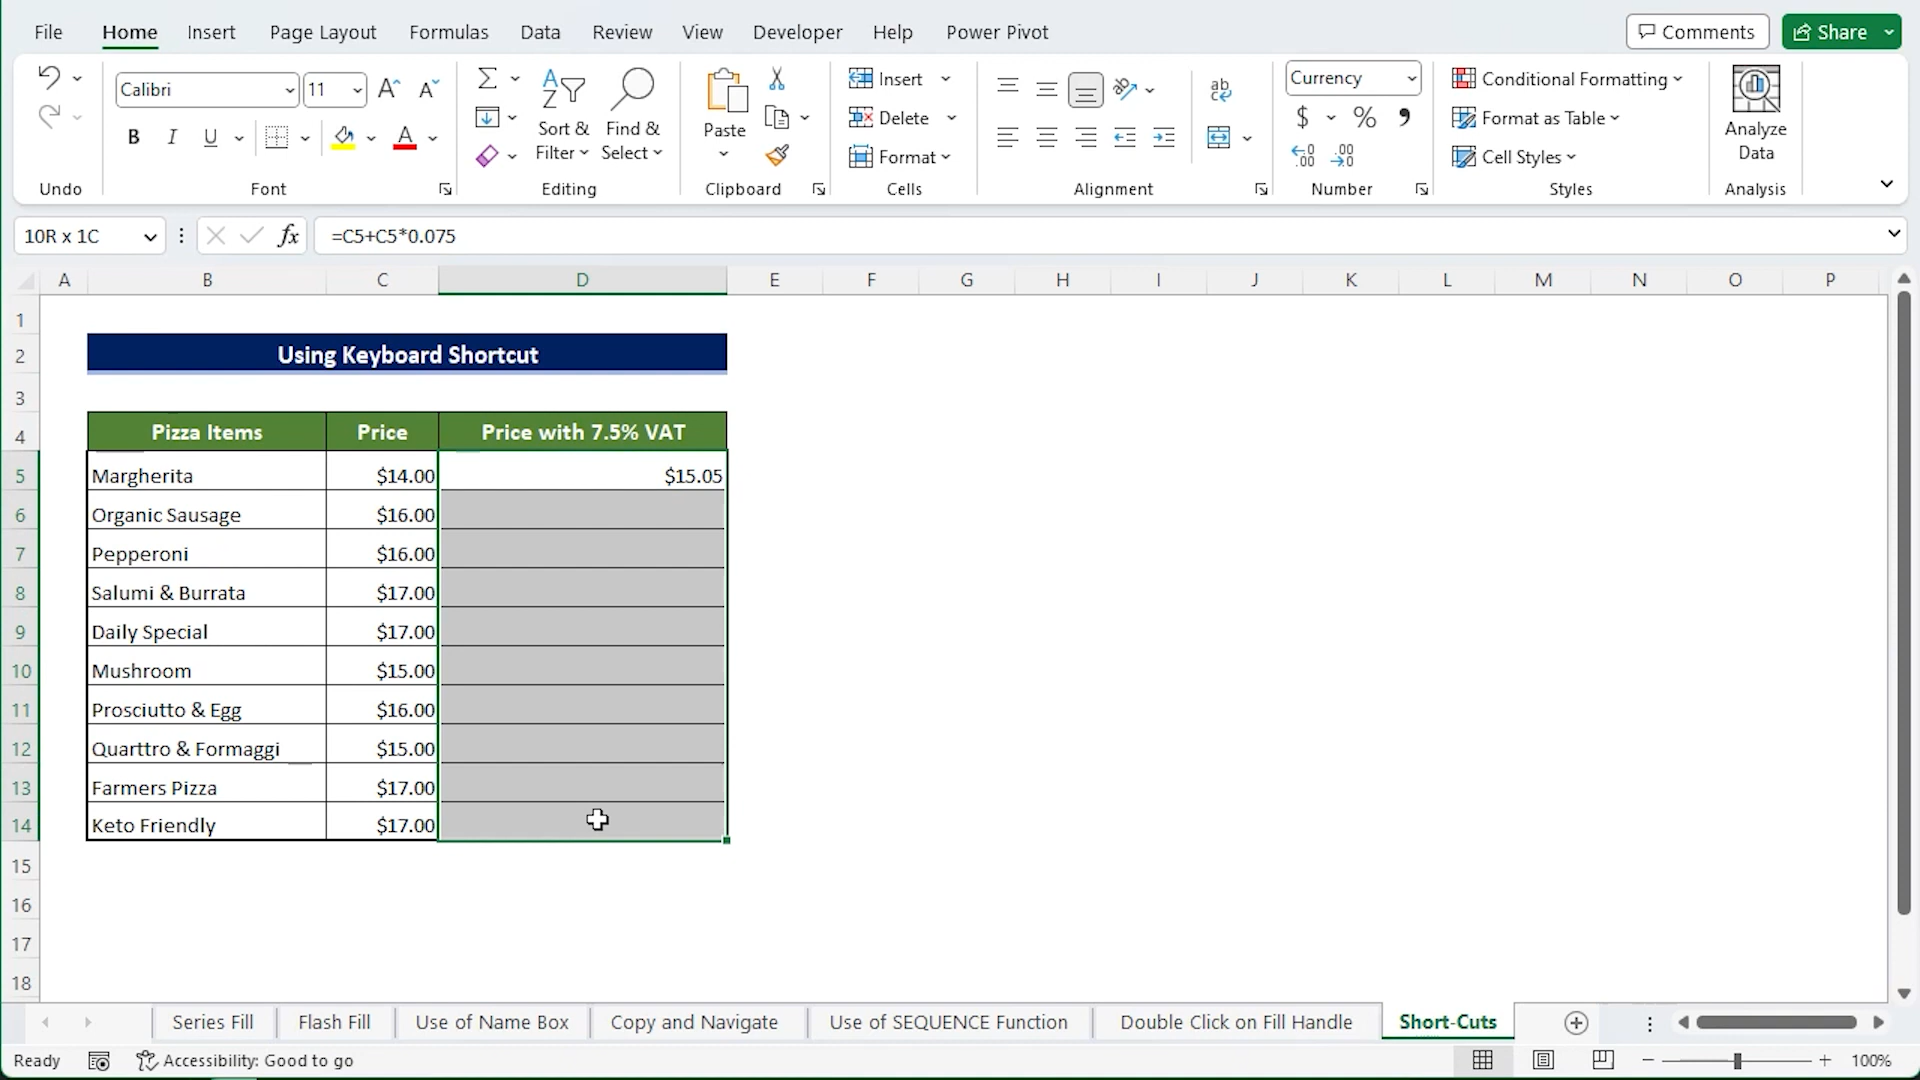 File Home Insert Page Layout Formulas Data Review View Developer Help Power Pivot Comments Share
Calibri 11 Insert Currency Conditional Formatting
Sort & Filter Find & Select Paste Delete Format as Table Analyze Data
B I U A Format $ % Cell Styles
Undo Font Editing Clipboard Cells Alignment Number Styles Analysis
10R x 1C fx =C5+C5*0.075
A B C D E F G H I J K L M N O P
1
2 Using Keyboard Shortcut
3
4 Pizza Items Price Price with 7.5% VAT
5 Margherita $14.00 $15.05
6 Organic Sausage $16.00
7 Pepperoni $16.00
8 Salumi & Burrata $17.00
9 Daily Special $17.00
10 Mushroom $15.00
11 Prosciutto & Egg $16.00
12 Quarttro & Formaggi $15.00
13 Farmers Pizza $17.00
14 Keto Friendly $17.00
15
16
17
18
Series Fill Flash Fill Use of Name Box Copy and Navigate Use of SEQUENCE Function Double Click on Fill Handle Short-Cuts
Ready Accessibility: Good to go 100%